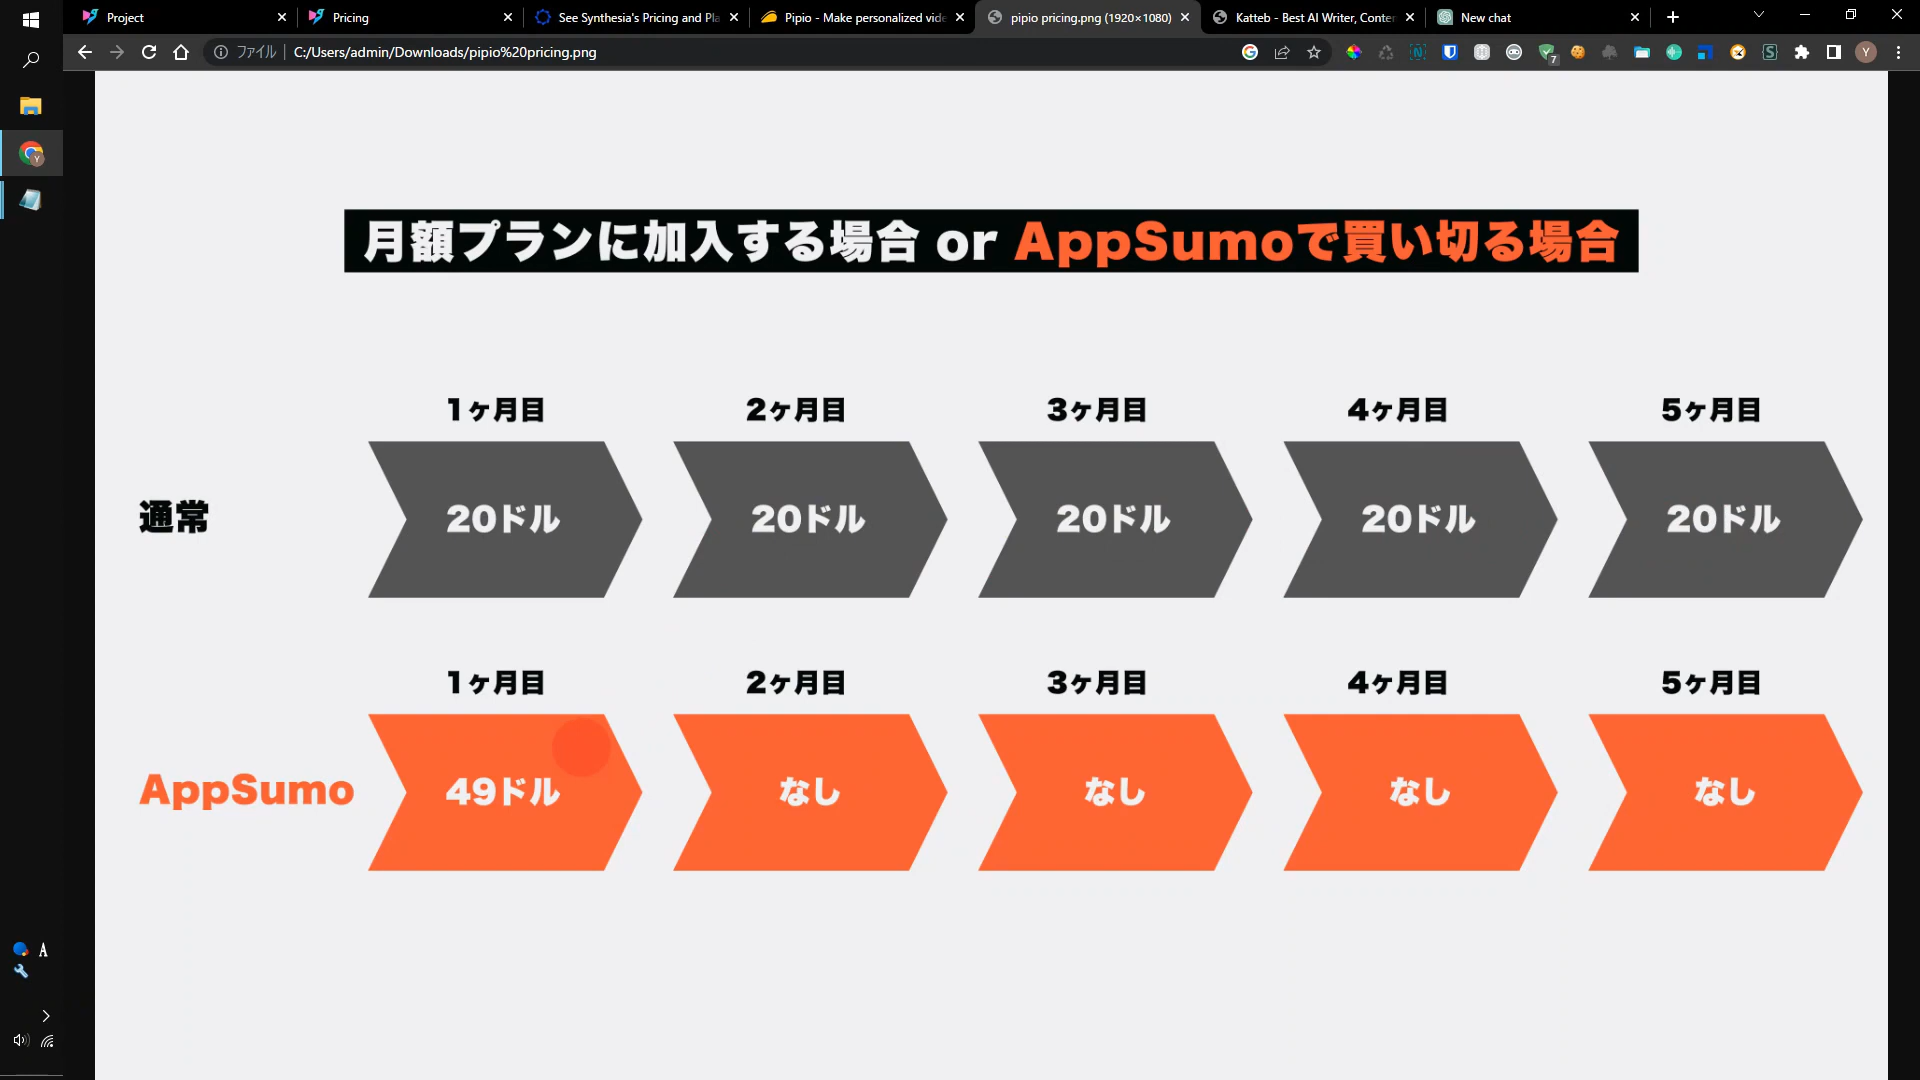 Project
Pricing
See Synthesia's Pricing and Pla
Pipio - Make personalized vide
pipio pricing.png (1920×1080)
Katteb - Best AI Writer, Conten
New chat
ファイル
C:/Users/admin/Downloads/pipio%20pricing.png
7
Y
月額プランに加入する場合 or AppSumoで買い切る場合
1ヶ月目 2ヶ月目 3ヶ月目 4ヶ月目 5ヶ月目
通常 20ドル 20ドル 20ドル 20ドル 20ドル
1ヶ月目 2ヶ月目 3ヶ月目 4ヶ月目 5ヶ月目
AppSumo 49ドル なし なし なし なし
A